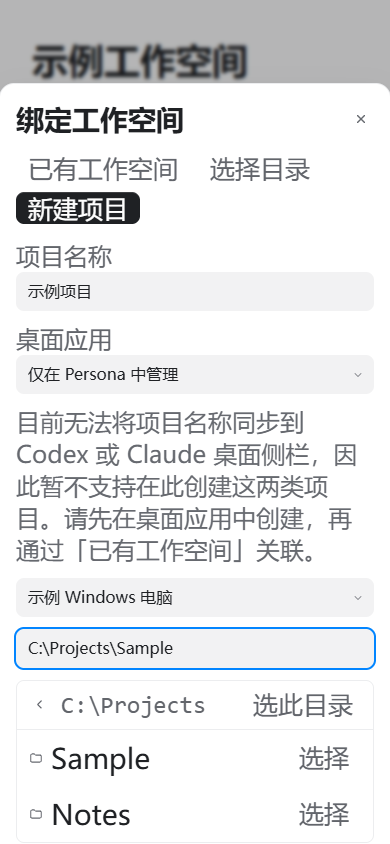 示例工作空间
绑定工作空间 ×
已有工作空间 选择目录
新建项目
项目名称
示例项目
桌面应用
仅在 Persona 中管理
目前无法将项目名称同步到
Codex 或 Claude 桌面侧栏，因
此暂不支持在此创建这两类项
目。请先在桌面应用中创建，再
通过「已有工作空间」关联。
示例 Windows 电脑
C:\Projects\Sample
C:\Projects 选此目录
Sample 选择
Notes 选择